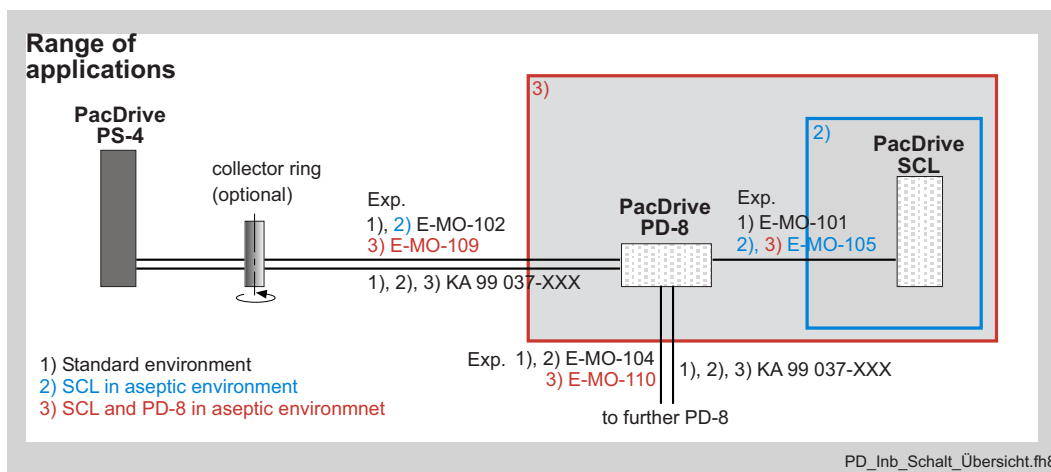 Range of
applications
PacDrive
PS-4
collector ring
(optional)
Exp.
1), 2) E-MO-102
3) E-MO-109
1), 2), 3) KA 99 037-XXX
3)
PacDrive
PD-8
Exp.
1) E-MO-101
2), 3) E-MO-105
2)
PacDrive
SCL
1) Standard environment
2) SCL in aseptic environment
3) SCL and PD-8 in aseptic environmnet
Exp. 1), 2) E-MO-104
3) E-MO-110
1), 2), 3) KA 99 037-XXX
to further PD-8
PD_Inb_Schalt_Übersicht.fh8